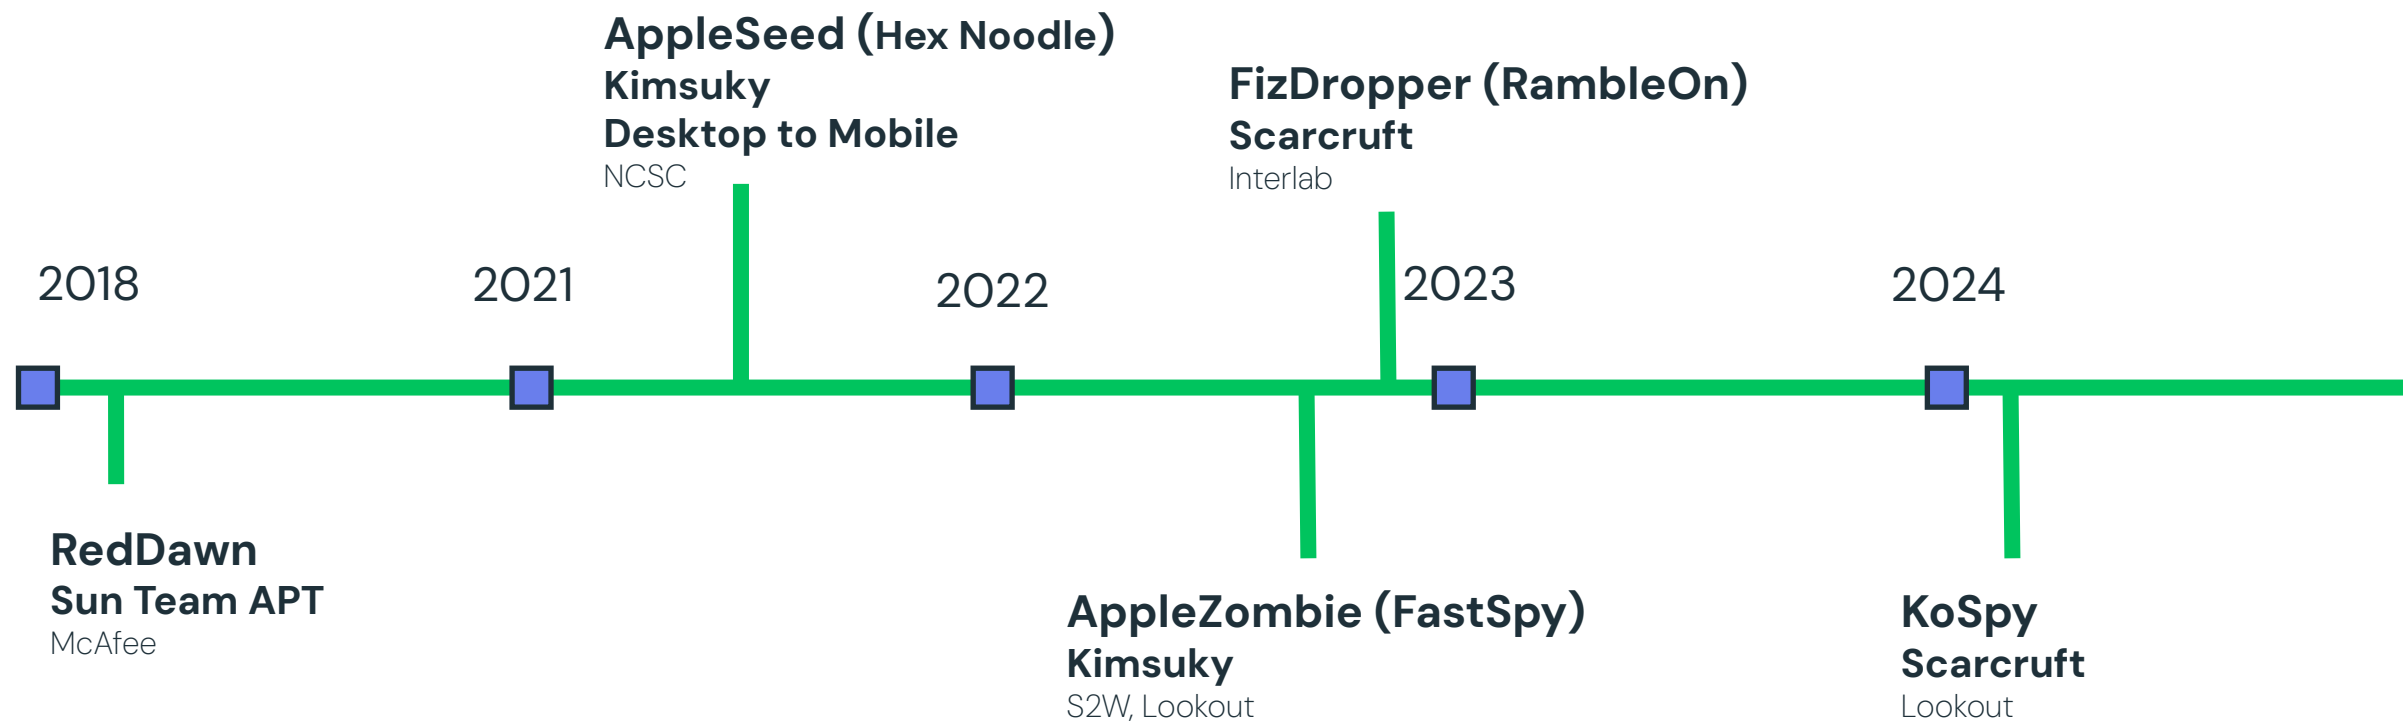 AppleSeed (Hex Noodle)
Kimsuky
Desktop to Mobile
NCSC
FizDropper (RambleOn)
Scarcruft
Interlab
2018
2021
2022
2023
2024
RedDawn
Sun Team APT
McAfee
AppleZombie (FastSpy)
Kimsuky
S2W, Lookout
KoSpy
Scarcruft
Lookout